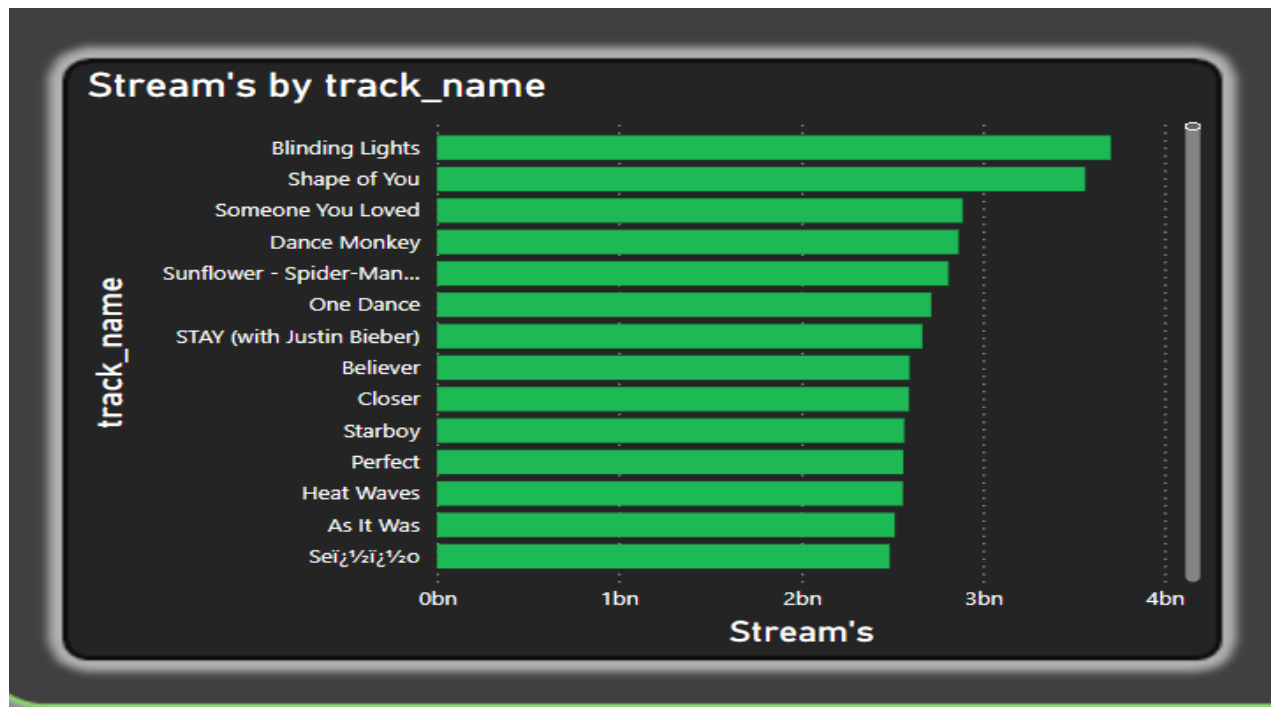 Stream's by track_name
track_name
Blinding Lights
Shape of You
Someone You Loved
Dance Monkey
Sunflower - Spider-Man...
One Dance
STAY (with Justin Bieber)
Believer
Closer
Starboy
Perfect
Heat Waves
As It Was
Seï¿½ï¿½o
0bn 1bn 2bn 3bn 4bn
Stream's